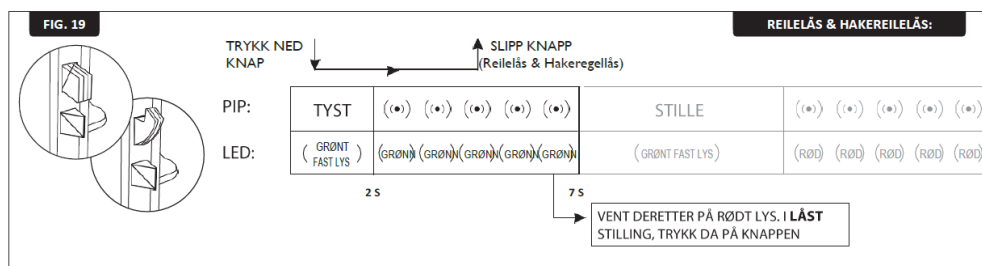 FIG. 19
REILELÅS & HAKEREILELÅS:
TRYKK NED
KNAP
SLIPP KNAPP
(Reilelås & Hakeregellås)
PIP: TYST ((•)) ((•)) ((•)) ((•)) ((•)) STILLE ((•)) ((•)) ((•)) ((•)) ((•))
LED: ( GRØNT FAST LYS ) (GRØNN) (GRØNN) (GRØNN) (GRØNN) (GRØNN) (GRØNT FAST LYS) (RØD) (RØD) (RØD) (RØD) (RØD)
2 S 7 S
VENT DERETTER PÅ RØDT LYS. I LÅST
STILLING, TRYKK DA PÅ KNAPPEN